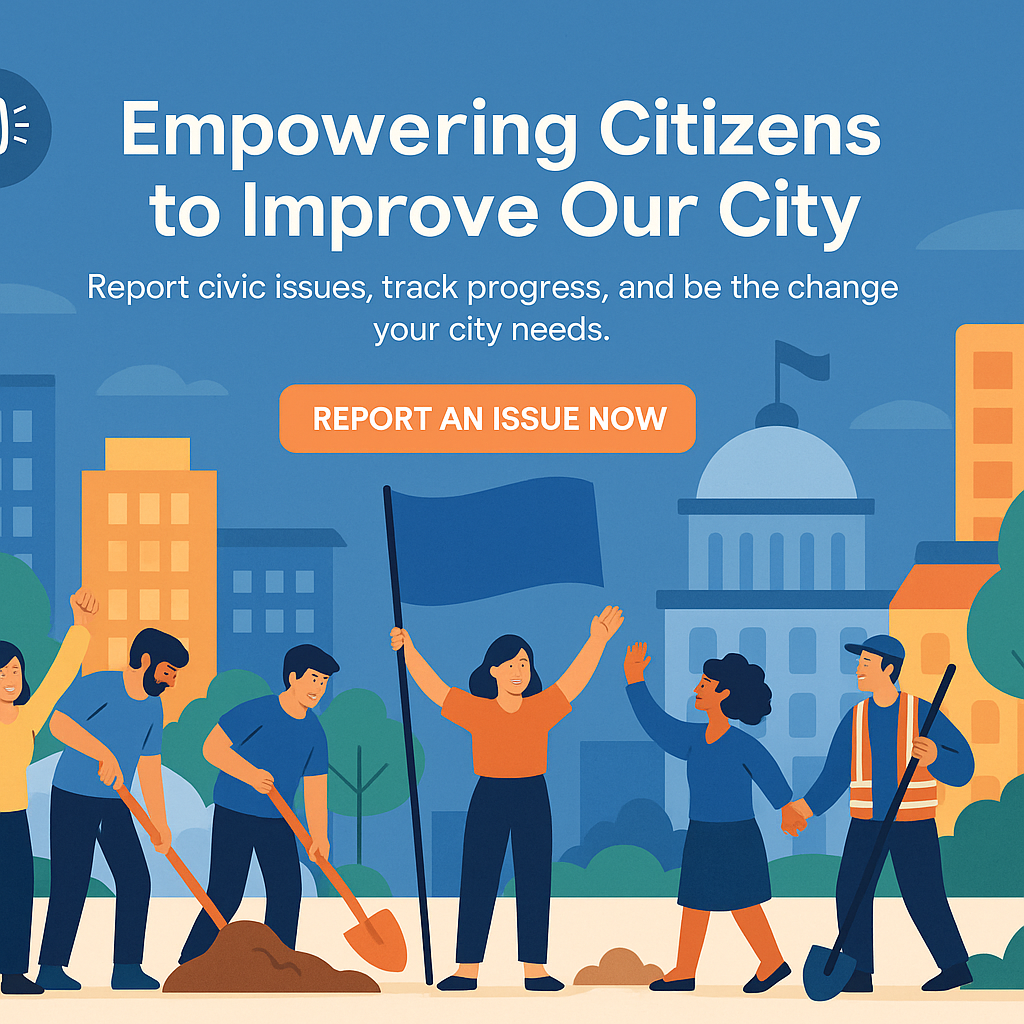 Empowering Citizens
to Improve Our City
Report civic issues, track progress, and be the change
your city needs.
REPORT AN ISSUE NOW